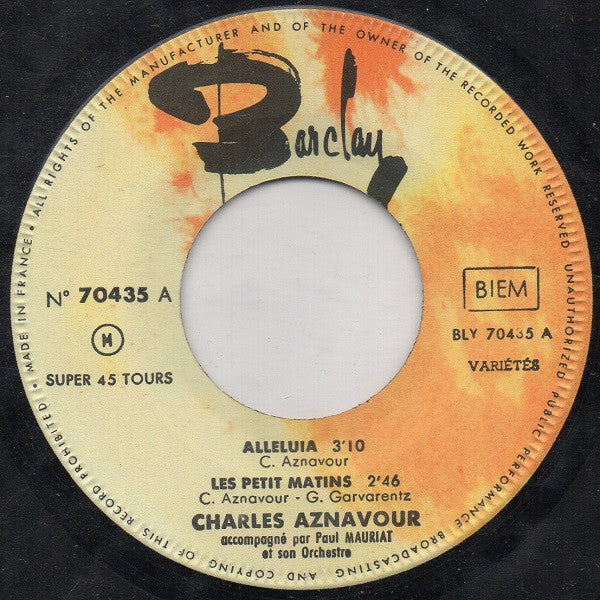 ALL RIGHTS OF THE MANUFACTURER AND OF THE OWNER OF THE RECORDED WORK RESERVED UNAUTHORIZED PUBLIC PERFORMANCE BROADCASTING AND COPYING OF THIS RECORD PROHIBITED • MADE IN FRANCE •
Barclay
N° 70435 A
BIEM
M
BLY 70435 A
SUPER 45 TOURS
VARIÉTÉS
ALLELUIA 3'10
C. Aznavour
LES PETIT MATINS 2'46
C. Aznavour - G. Garvarentz
CHARLES AZNAVOUR
accompagné par Paul MAURIAT
et son Orchestre